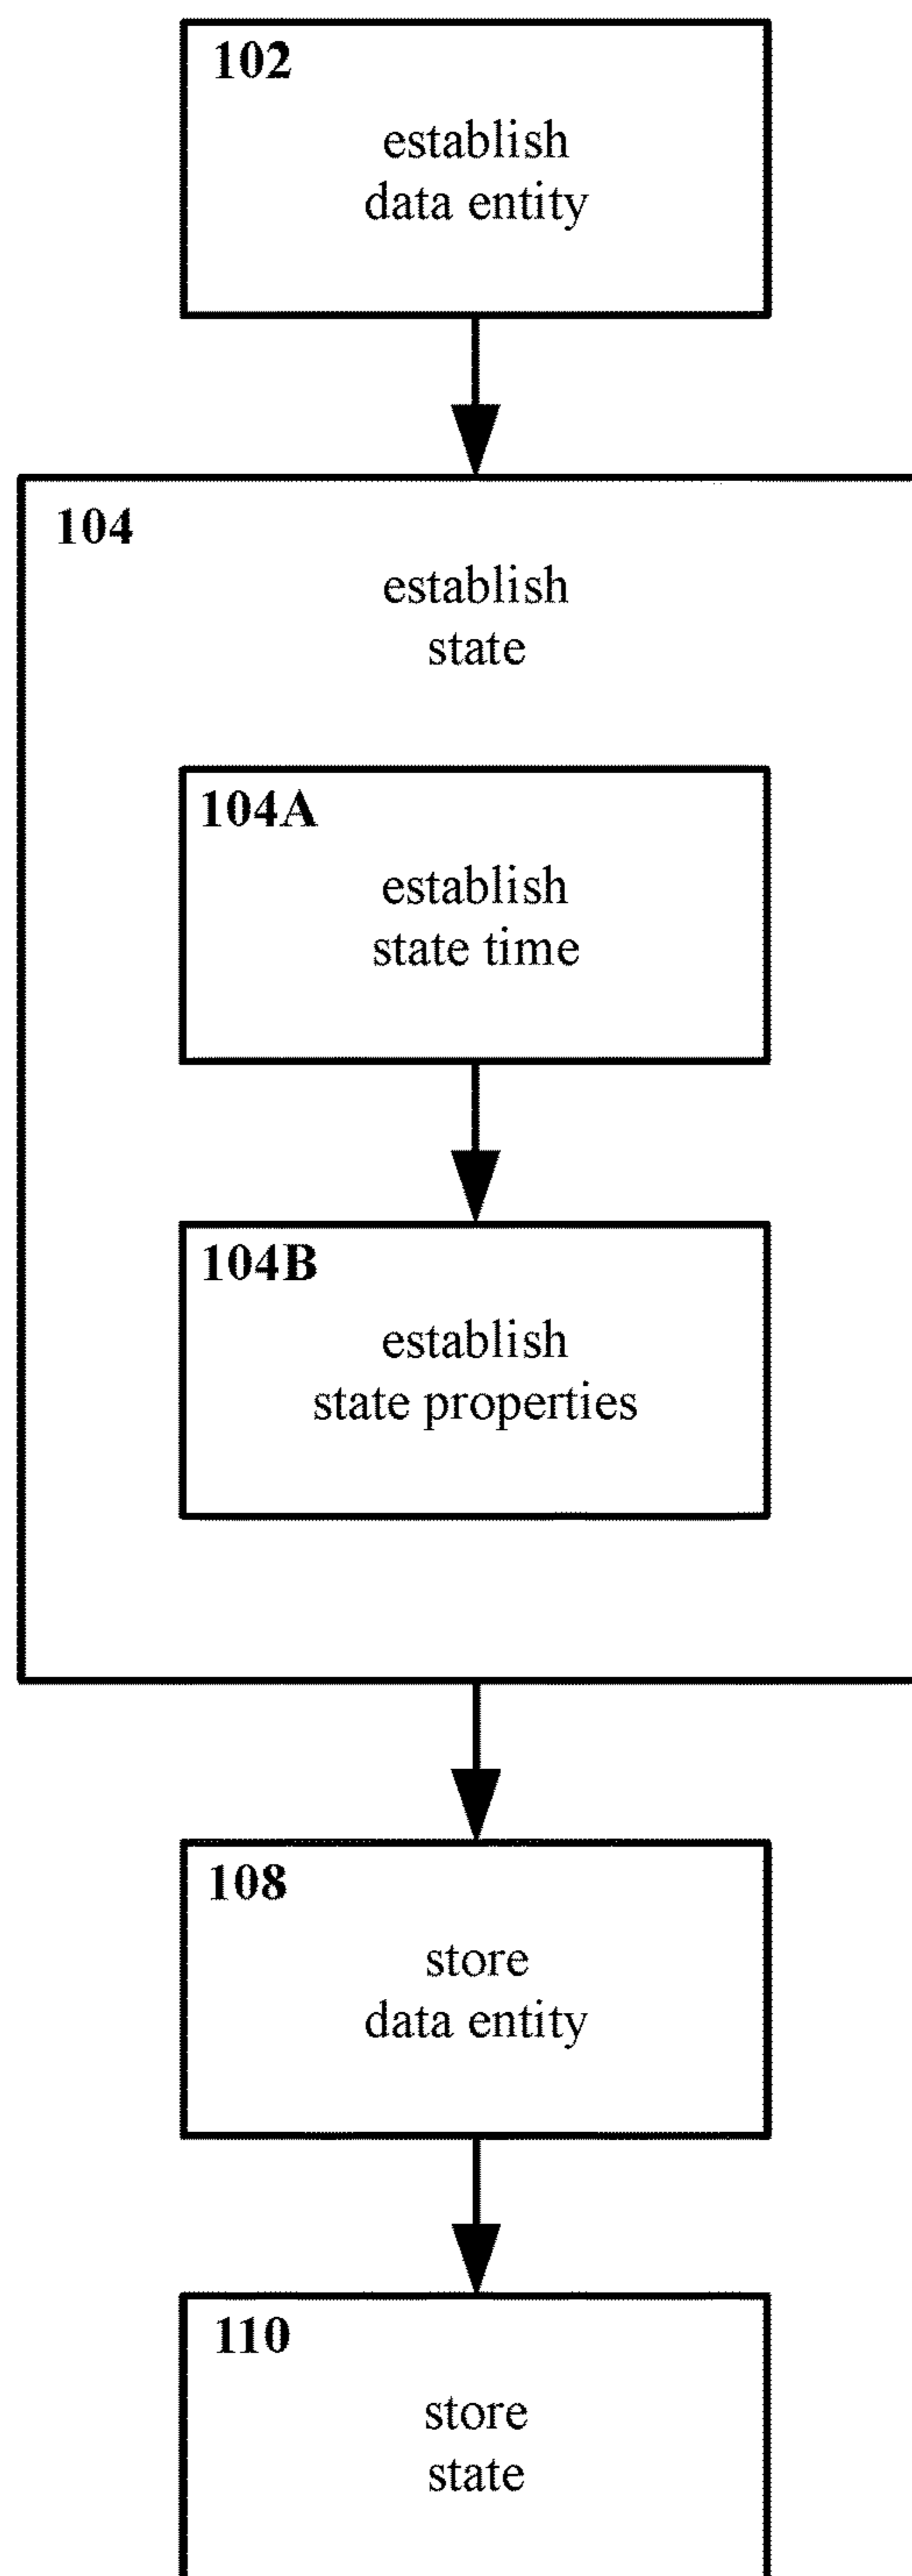 102
establish
data entity
104
establish
state
104A
establish
state time
104B
establish
state properties
108
store
data entity
110
store
state